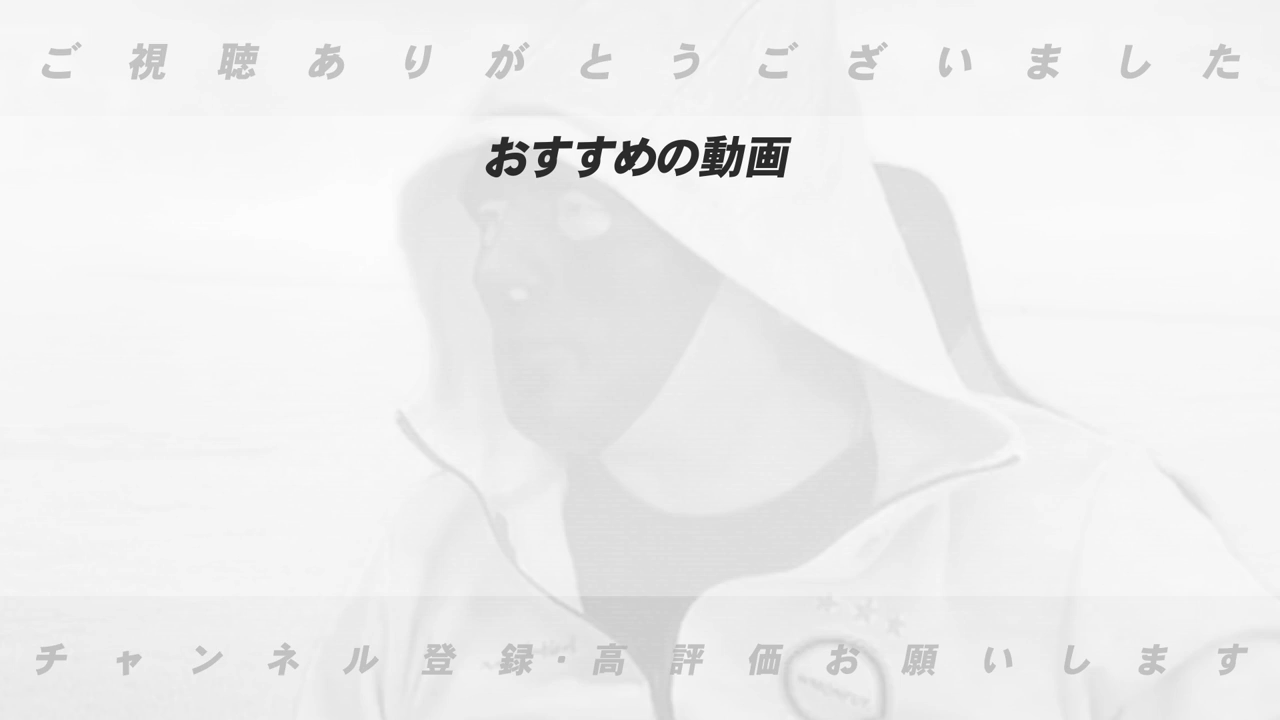 ご視聴ありがとうございました
おすすめの動画
チャンネル登録・高評価お願いします